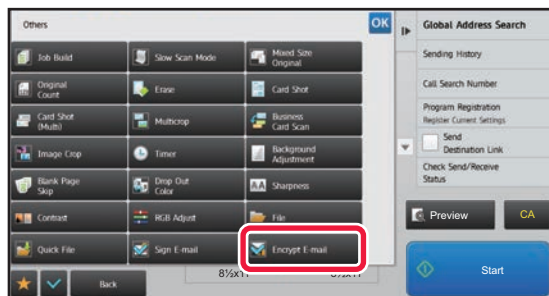 Others
OK
Job Build
Slow Scan Mode
Mixed Size
Original
Original
Count
Erase
Card Shot
Card Shot
(Multi)
Multicrop
Business
Card Scan
Image Crop
Timer
Background
Adjustment
Blank Page
Skip
Drop Out
Color
AA Sharpness
Contrast
RGB Adjust
File
Quick File
Sign E-mail
Encrypt E-mail
Back
8½x11
Global Address Search
Sending History
Call Search Number
Program Registration
Register Current Settings
Send
Destination Link
Check Send/Receive
Status
Preview
CA
Start